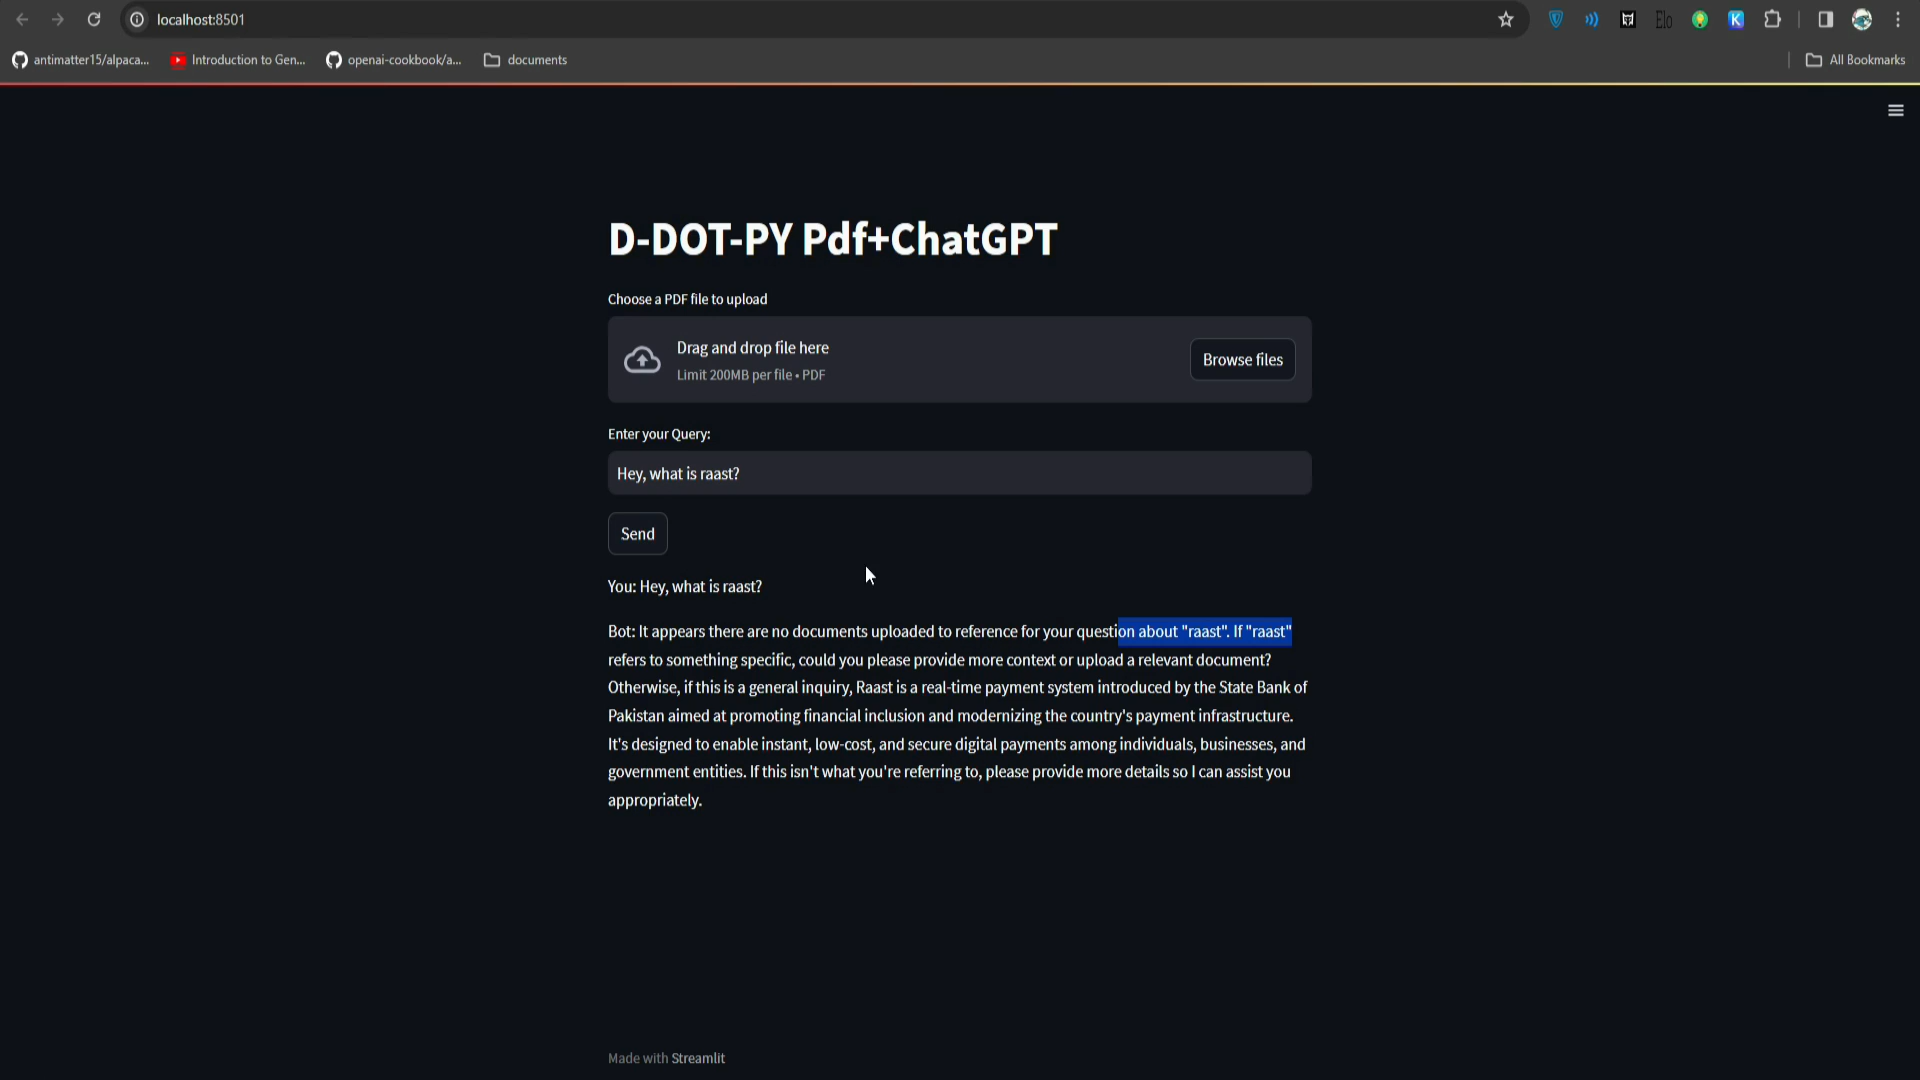 localhost:8501
Elo
K
antimatter15/alpaca...
Introduction to Gen...
openai-cookbook/a...
documents
All Bookmarks
D-DOT-PY Pdf+ChatGPT
Choose a PDF file to upload
Drag and drop file here
Limit 200MB per file • PDF
Browse files
Enter your Query:
Hey, what is raast?
Send
You: Hey, what is raast?
Bot: It appears there are no documents uploaded to reference for your question about "raast". If "raast"
refers to something specific, could you please provide more context or upload a relevant document?
Otherwise, if this is a general inquiry, Raast is a real-time payment system introduced by the State Bank of
Pakistan aimed at promoting financial inclusion and modernizing the country's payment infrastructure.
It's designed to enable instant, low-cost, and secure digital payments among individuals, businesses, and
government entities. If this isn't what you're referring to, please provide more details so I can assist you
appropriately.
Made with Streamlit